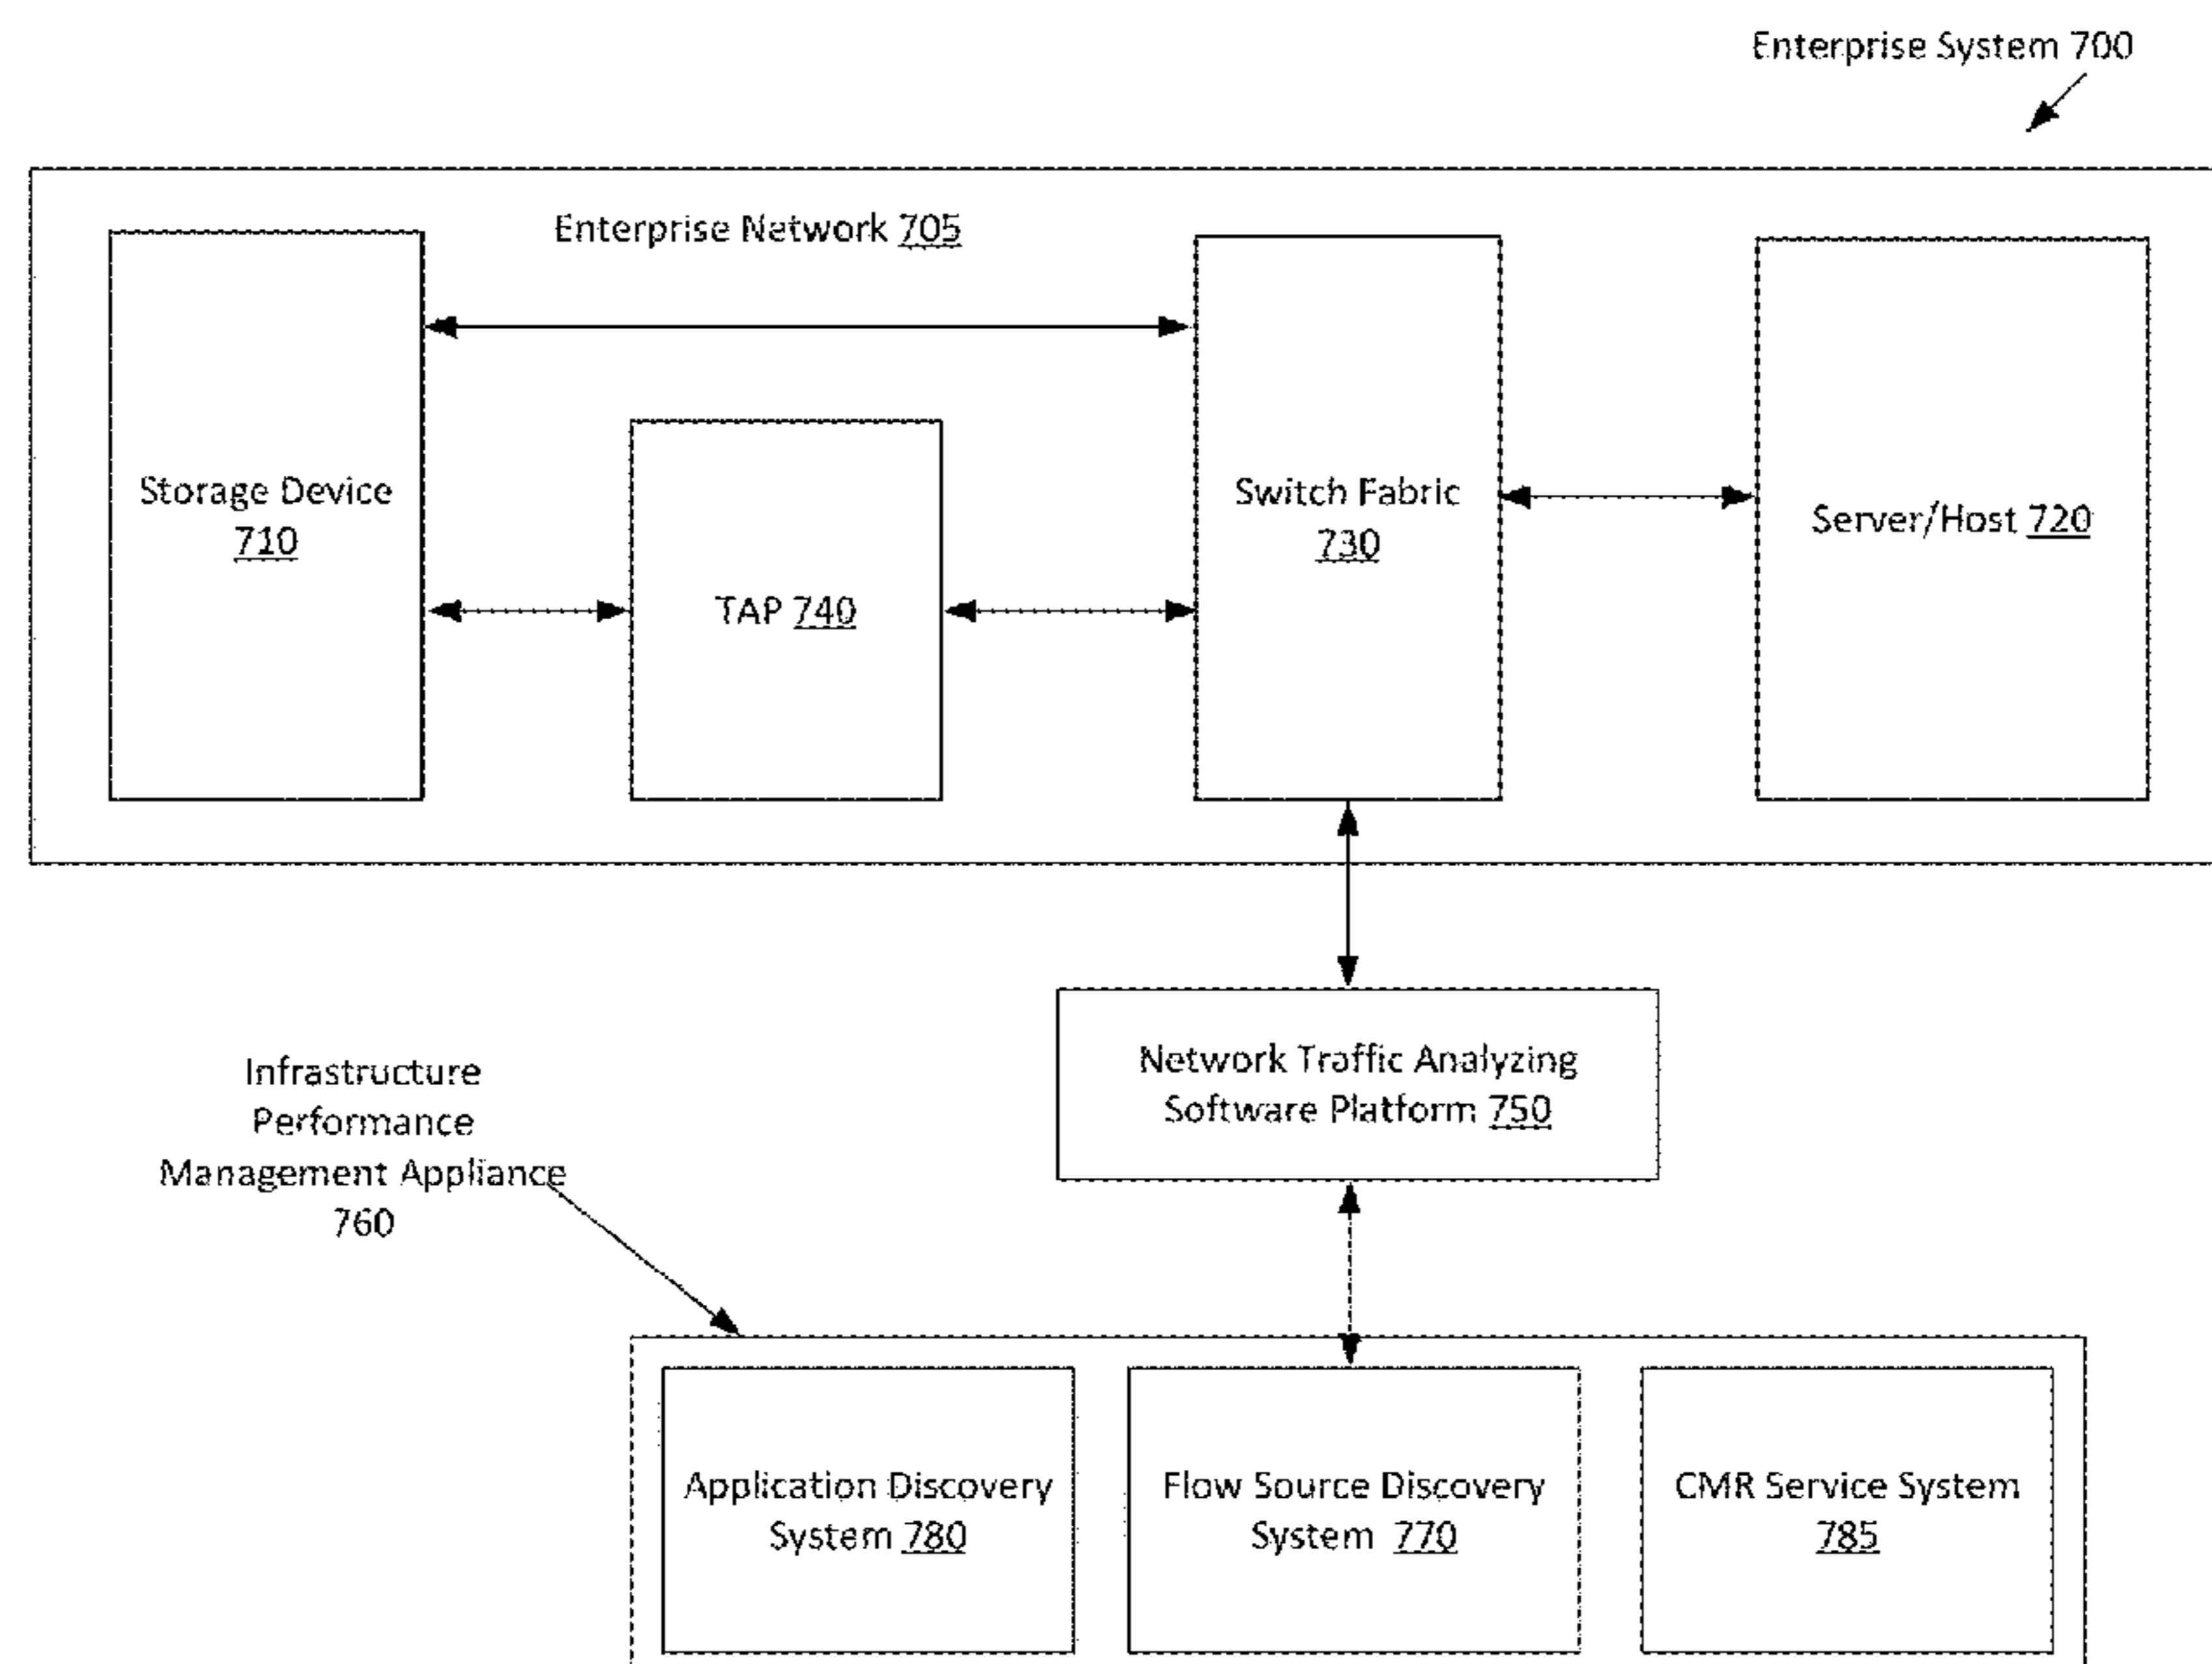 Enterprise System 700
Enterprise Network 705
Storage Device
710
TAP 740
Switch Fabric
730
Server/Host 720
Network Traffic Analyzing
Software Platform 750
Infrastructure
Performance
Management Appliance
760
Application Discovery
System 780
Flow Source Discovery
System 770
CMR Service System
785